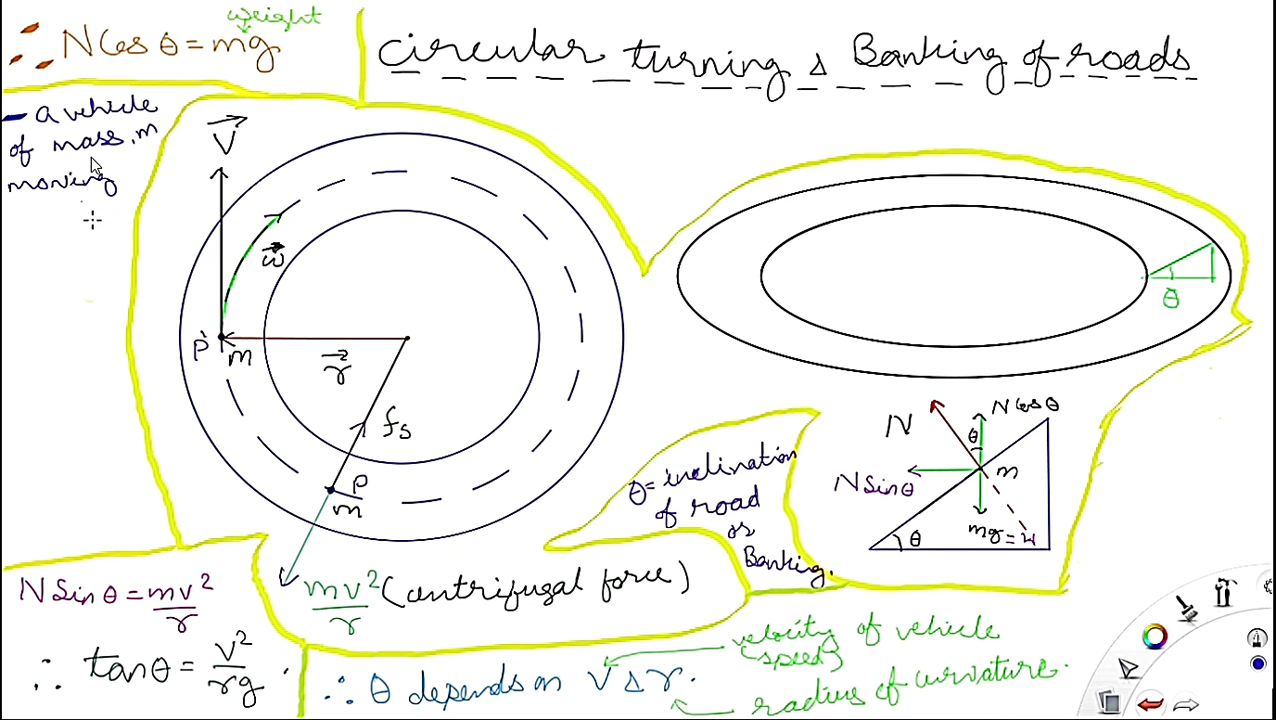 weight
∴ N Cos θ = mg
Circular turning & Banking of roads
- a vehicle
of mass, m
moving
V
ω
P
m
r
fs
P
m
mv²/r (centrifugal force)
θ
θ = inclination
of road
or
Banking.
N
N Cos θ
θ
m
N Sin θ
mg = w
θ
N Sin θ = mv²/r
∴ tan θ = v²/rg.
∴ θ depends on V & r.
velocity of vehicle
(speed)
radius of curvature.